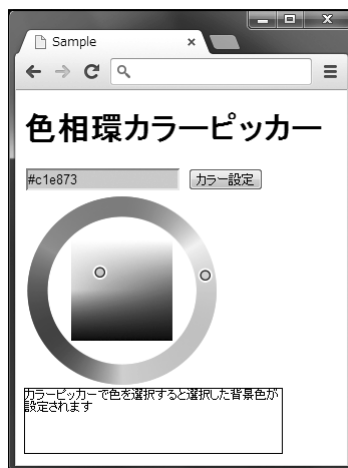 Sample
色相環カラーピッカー
#c1e873
カラー設定
カラーピッカーで色を選択すると選択した背景色が
設定されます